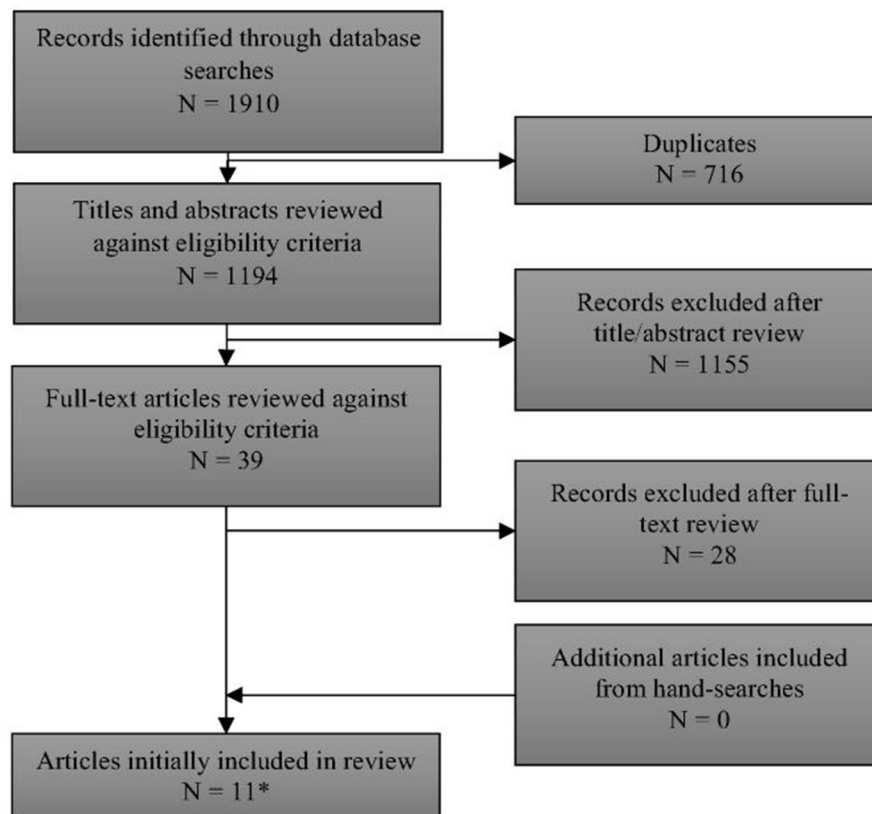 Records identified through database
searches
N = 1910
Duplicates
N = 716
Titles and abstracts reviewed
against eligibility criteria
N = 1194
Records excluded after
title/abstract review
N = 1155
Full-text articles reviewed against
eligibility criteria
N = 39
Records excluded after full-
text review
N = 28
Additional articles included
from hand-searches
N = 0
Articles initially included in review
N = 11*